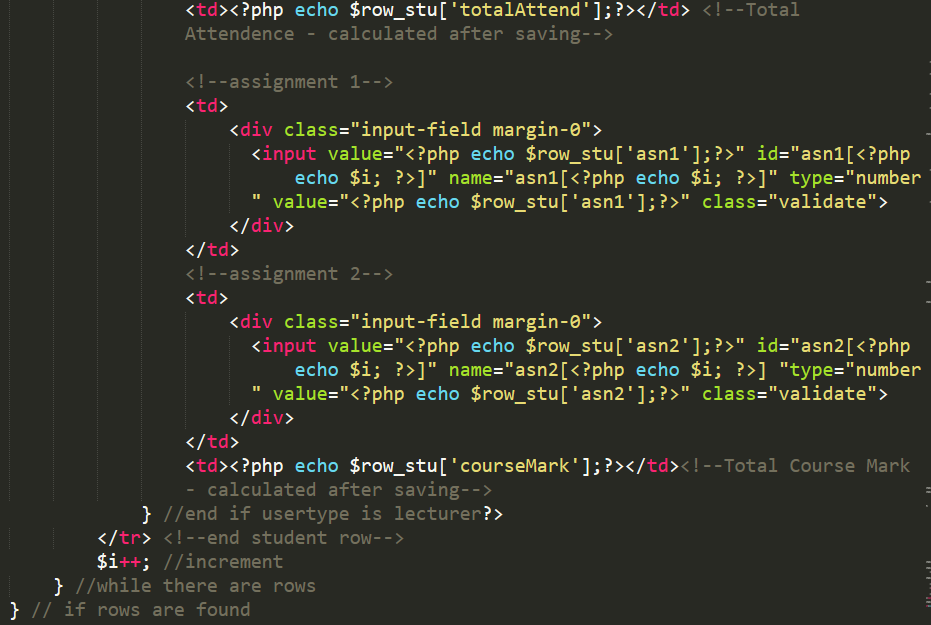 <td><?php echo $row_stu['totalAttend'];?></td> <!--Total
Attendence - calculated after saving-->
<!--assignment 1-->
<td>
<div class="input-field margin-0">
<input value="<?php echo $row_stu['asn1'];?>" id="asn1[<?php
echo $i; ?>]" name="asn1[<?php echo $i; ?>]" type="number
" value="<?php echo $row_stu['asn1'];?>" class="validate">
</div>
</td>
<!--assignment 2-->
<td>
<div class="input-field margin-0">
<input value="<?php echo $row_stu['asn2'];?>" id="asn2[<?php
echo $i; ?>]" name="asn2[<?php echo $i; ?>] "type="number
" value="<?php echo $row_stu['asn2'];?>" class="validate">
</div>
</td>
<td><?php echo $row_stu['courseMark'];?></td><!--Total Course Mark
- calculated after saving-->
} //end if usertype is lecturer?>
</tr> <!--end student row-->
$i++; //increment
} //while there are rows
} // if rows are found